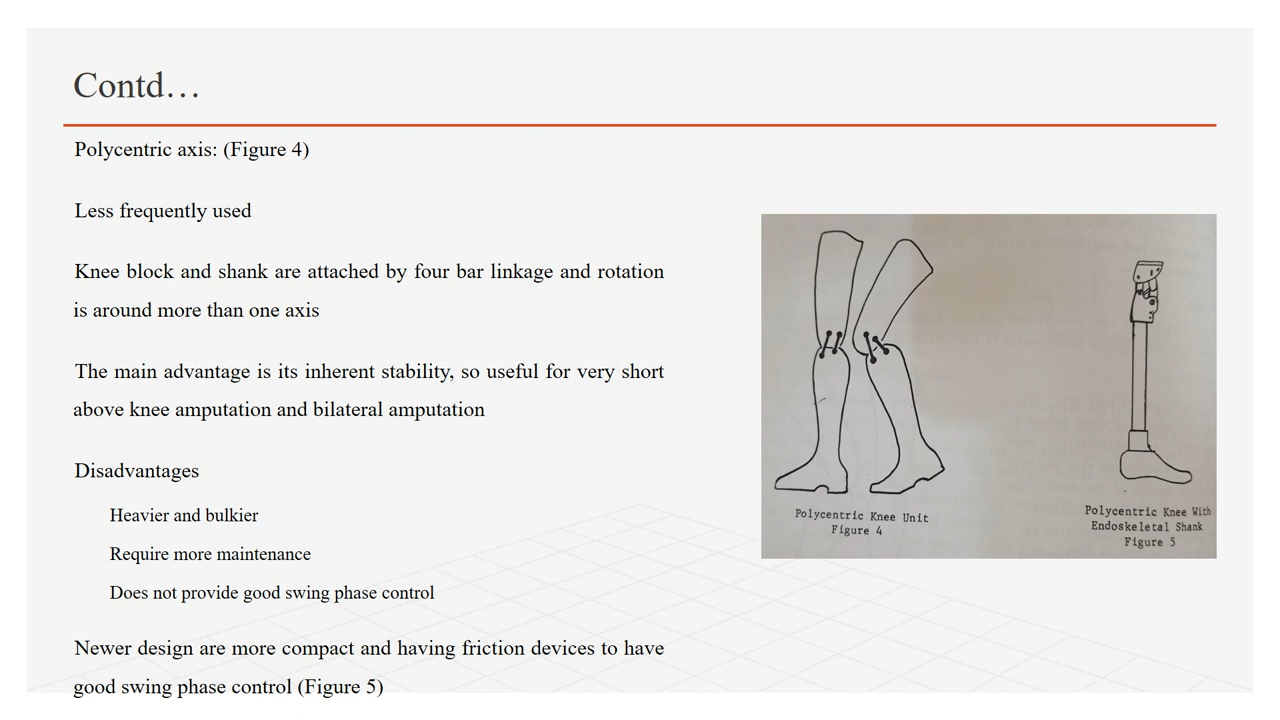 Contd…
Polycentric axis: (Figure 4)
Less frequently used
Knee block and shank are attached by four bar linkage and rotation
is around more than one axis
The main advantage is its inherent stability, so useful for very short
above knee amputation and bilateral amputation
Disadvantages
Heavier and bulkier
Require more maintenance
Does not provide good swing phase control
Newer design are more compact and having friction devices to have
good swing phase control (Figure 5)
Polycentric Knee Unit
Figure 4
Polycentric Knee With
Endoskeletal Shank
Figure 5